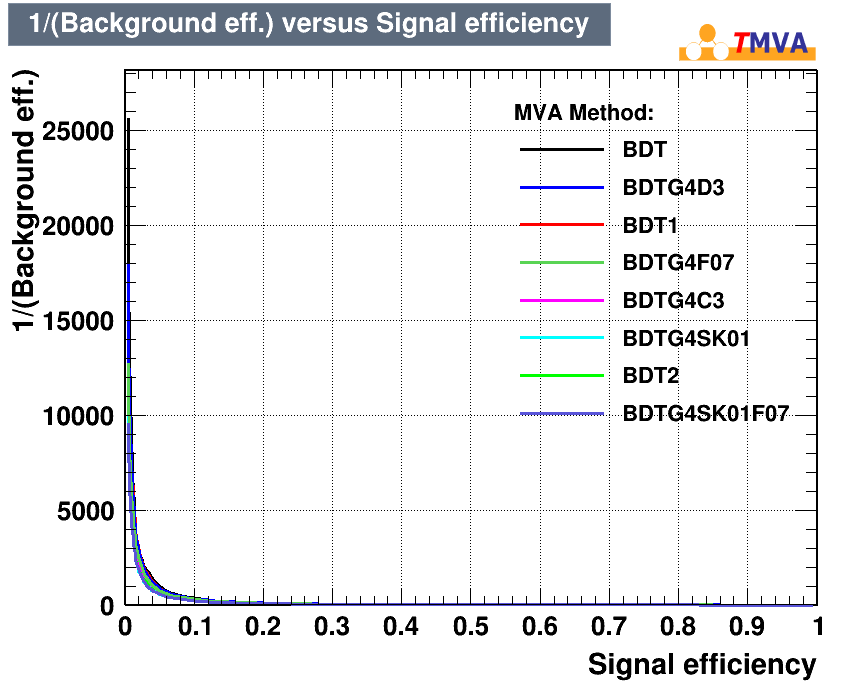 1/(Background eff.) versus Signal efficiency
TMVA
1/(Background eff.)
MVA Method:
BDT
BDTG4D3
BDT1
BDTG4F07
BDTG4C3
BDTG4SK01
BDT2
BDTG4SK01F07
25000
20000
15000
10000
5000
0
0 0.1 0.2 0.3 0.4 0.5 0.6 0.7 0.8 0.9 1
Signal efficiency